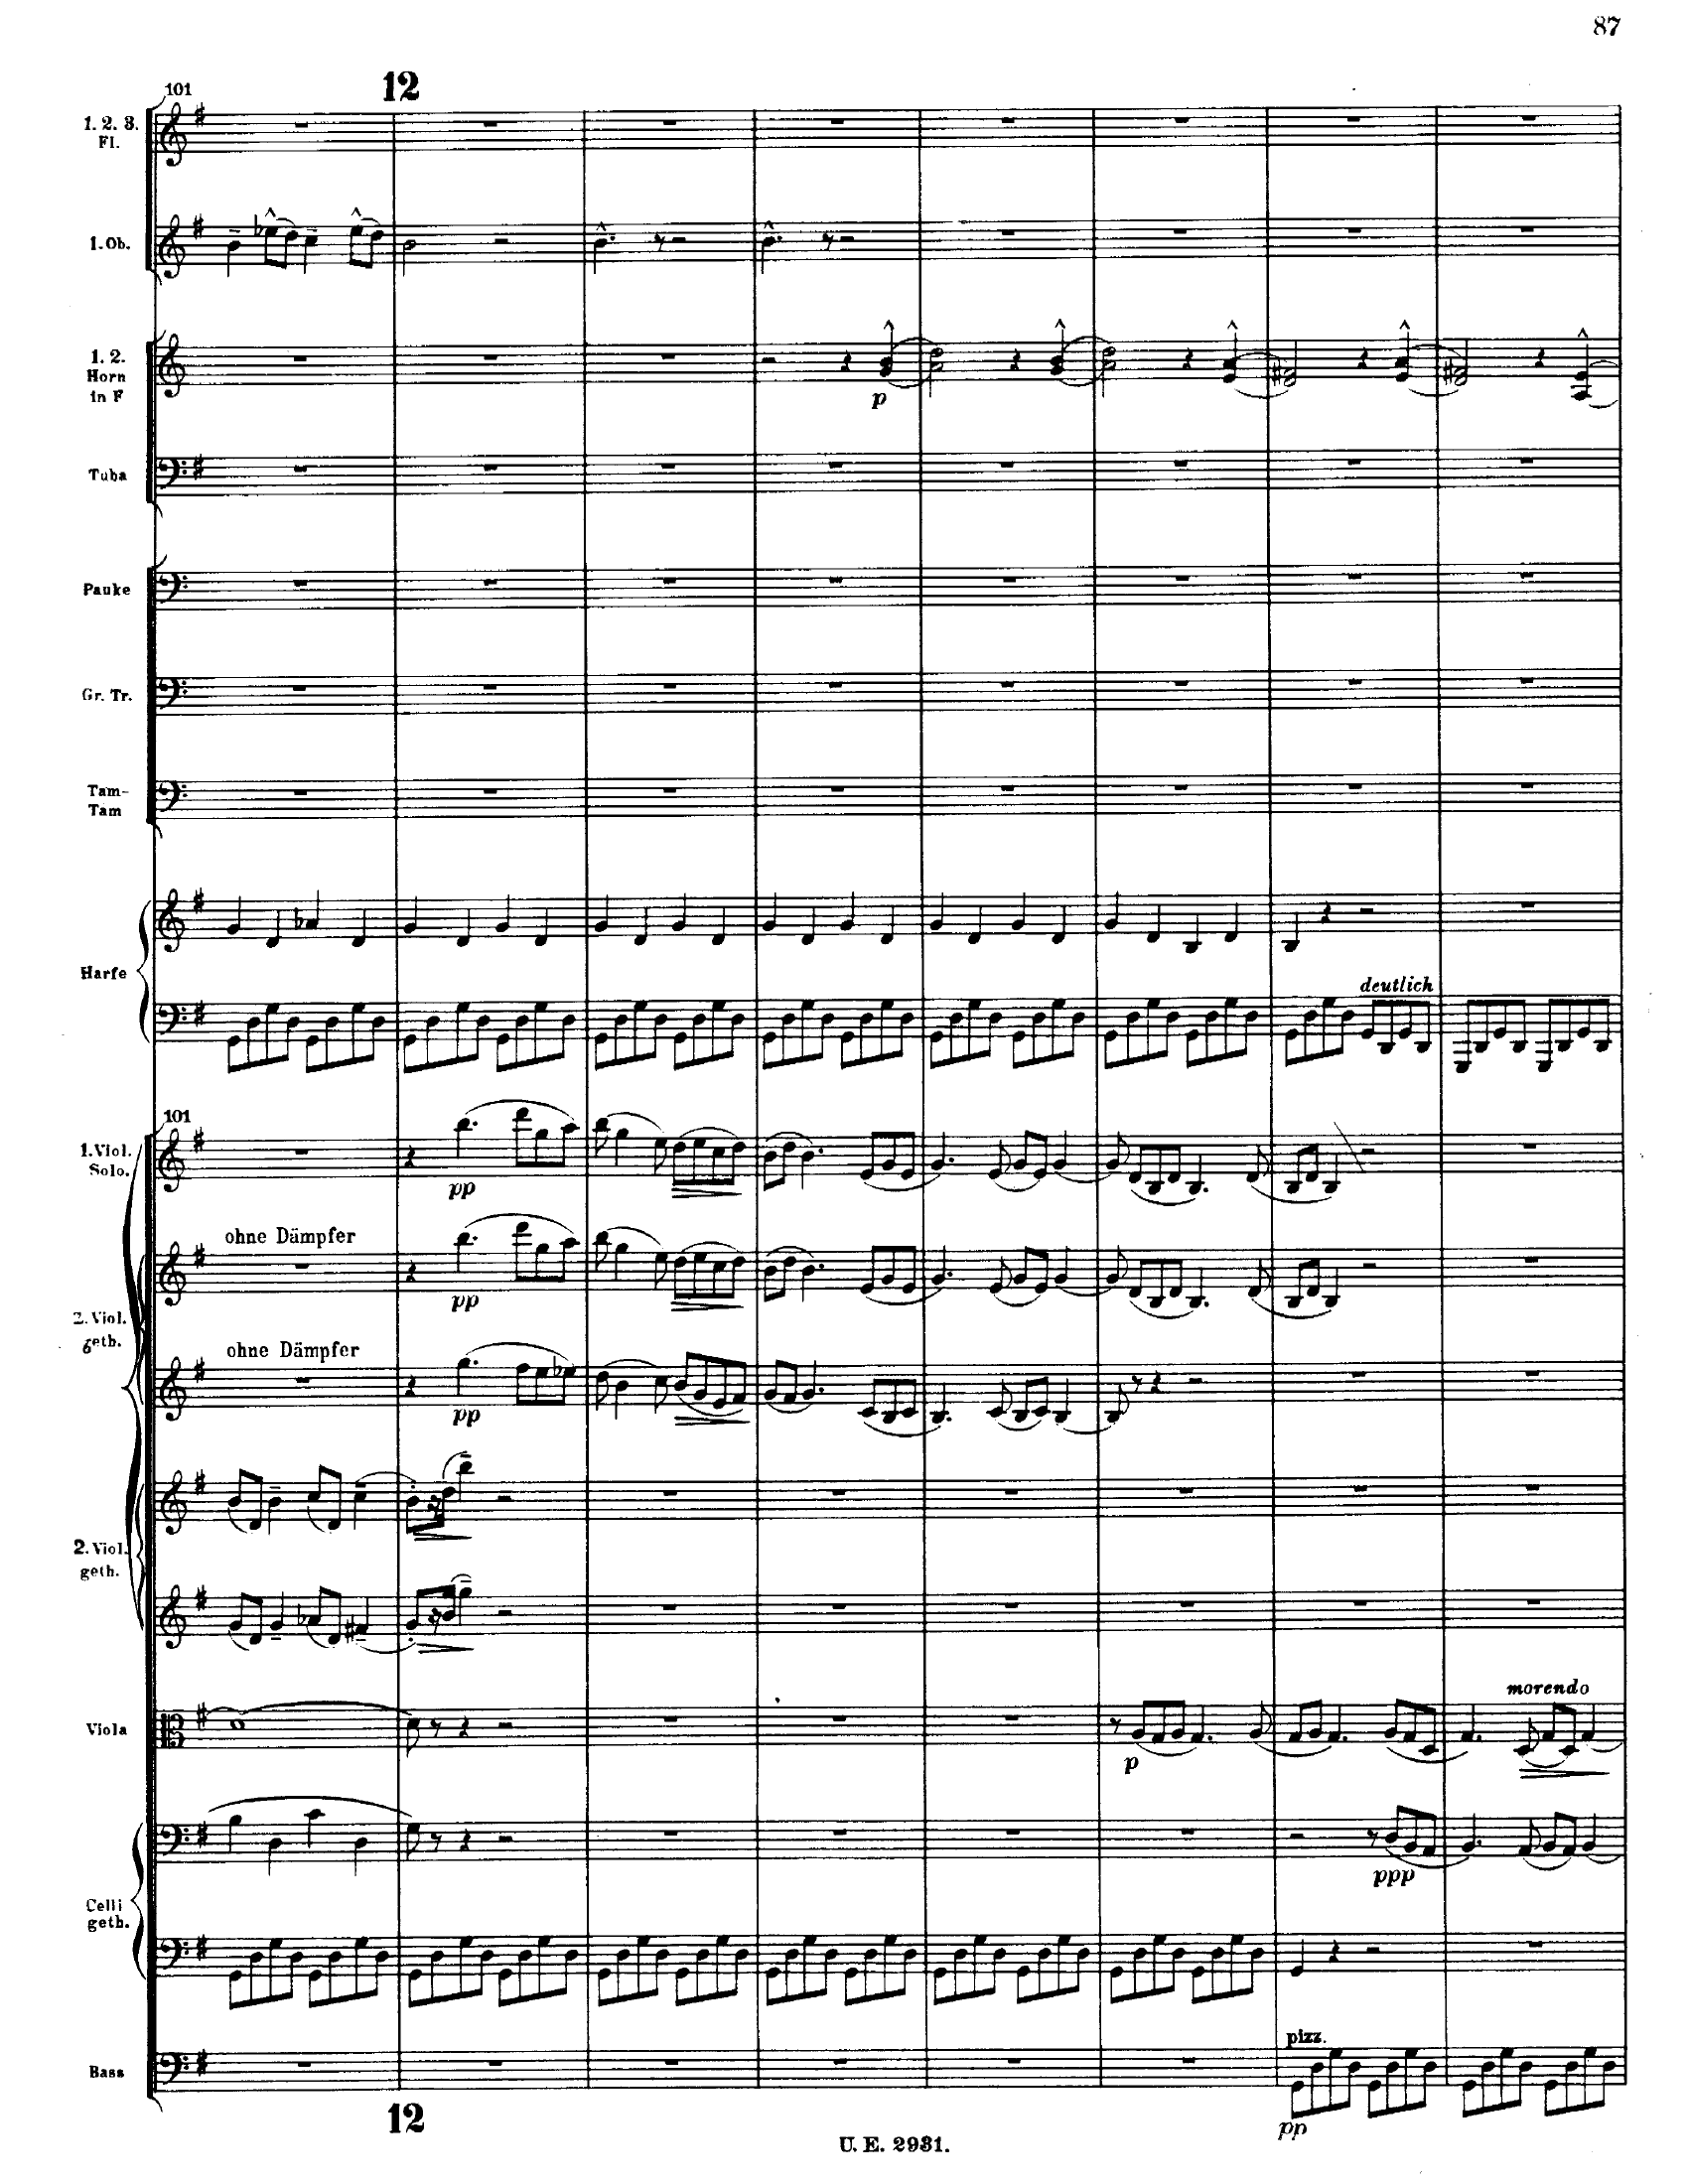 87
101
12
1. 2. 3.
Fl.
1. Ob.
1. 2.
Horn
in F
p
Tuba
Pauke
Gr. Tr.
Tam-
Tam
Harfe
deutlich
101
1. Viol.
Solo.
pp
ohne Dämpfer
pp
2. Viol.
geth.
ohne Dämpfer
pp
2. Viol.
geth.
morendo
Viola
p
ppp
Celli
geth.
pizz.
Bass
pp
12
U. E. 2931.